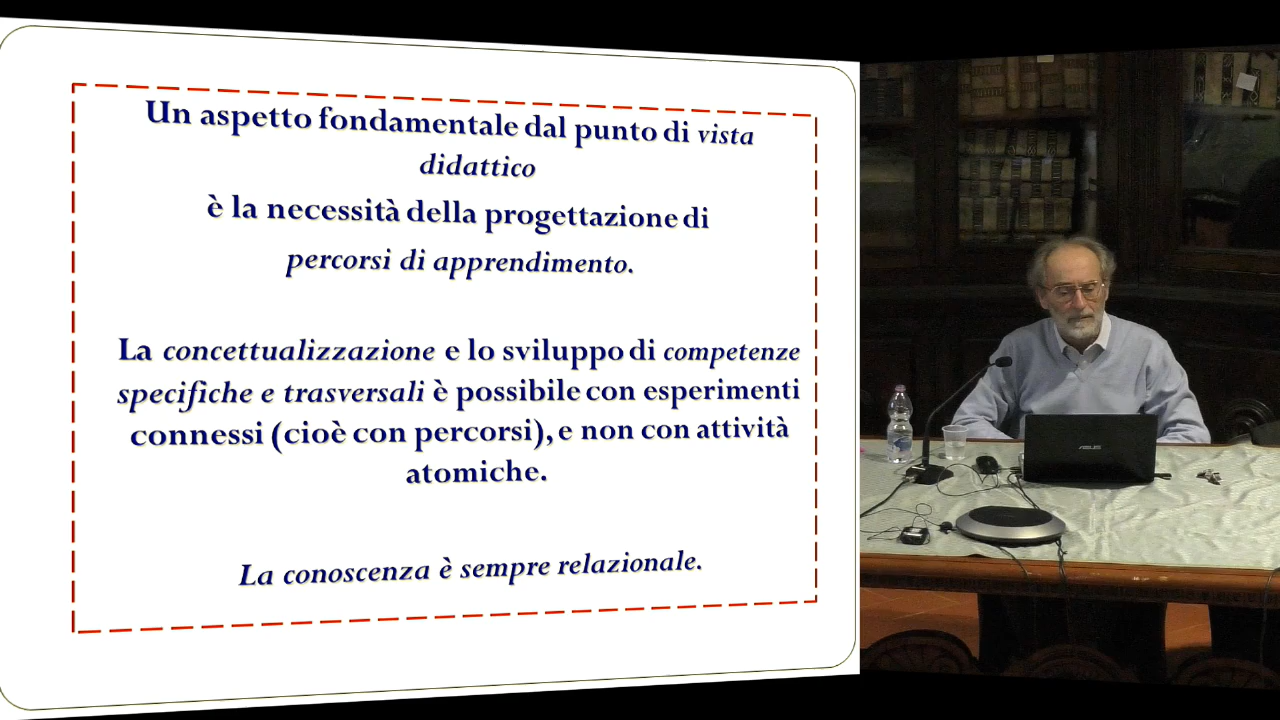 Un aspetto fondamentale dal punto di vista
didattico
è la necessità della progettazione di
percorsi di apprendimento.
La concettualizzazione e lo sviluppo di competenze
specifiche e trasversali è possibile con esperimenti
connessi (cioè con percorsi), e non con attività
atomiche.
La conoscenza è sempre relazionale.
ASUS